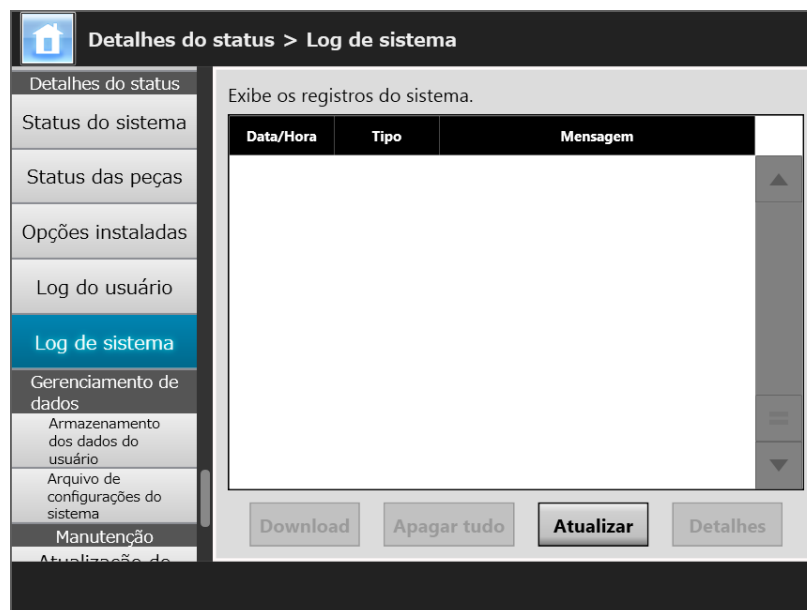 Detalhes do status > Log de sistema
Detalhes do status
Status do sistema
Status das peças
Opções instaladas
Log do usuário
Log de sistema
Gerenciamento de
dados
Armazenamento
dos dados do
usuário
Arquivo de
configurações do
sistema
Manutenção
Atualização do
Exibe os registros do sistema.
Data/Hora Tipo Mensagem
Download Apagar tudo Atualizar Detalhes